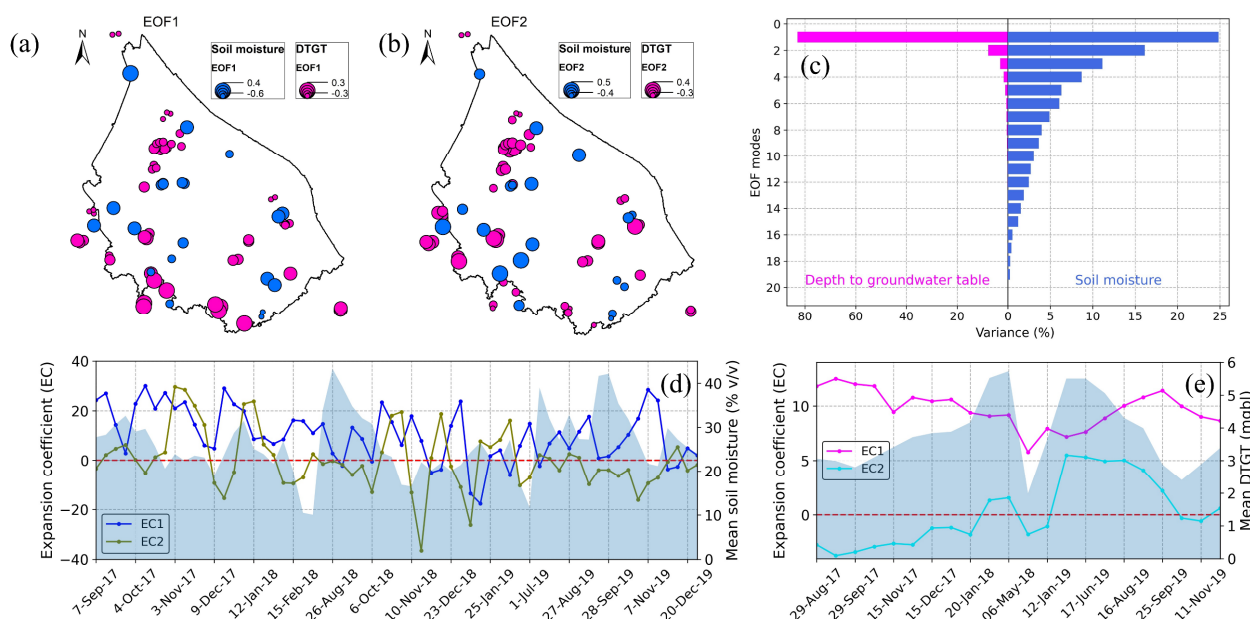 EOF1
EOF2
(a)
N
Soil moisture
EOF1
0.4
-0.6
DTGT
EOF1
0.3
-0.3
(b)
N
Soil moisture
EOF2
0.5
-0.4
DTGT
EOF2
0.4
-0.3
(c)
EOF modes
0
2
4
6
8
10
12
14
16
18
20
Depth to groundwater table
Soil moisture
80
60
40
20
0
5
10
15
20
25
Variance (%)
(d)
Expansion coefficient (EC)
40
20
0
−20
−40
EC1
EC2
Mean soil moisture (% v/v)
40
30
20
10
0
7-Sep-17
4-Oct-17
3-Nov-17
9-Dec-17
12-Jan-18
15-Feb-18
26-Aug-18
6-Oct-18
10-Nov-18
23-Dec-18
25-Jan-19
1-Jul-19
27-Aug-19
28-Sep-19
7-Nov-19
20-Dec-19
(e)
Expansion coefficient (EC)
10
5
0
EC1
EC2
Mean DTGT (mbgl)
6
5
4
3
2
1
0
29-Aug-17
29-Sep-17
15-Nov-17
15-Dec-17
20-Jan-18
06-May-19
12-Jan-19
17-Jun-19
16-Aug-19
25-Sep-19
11-Nov-19